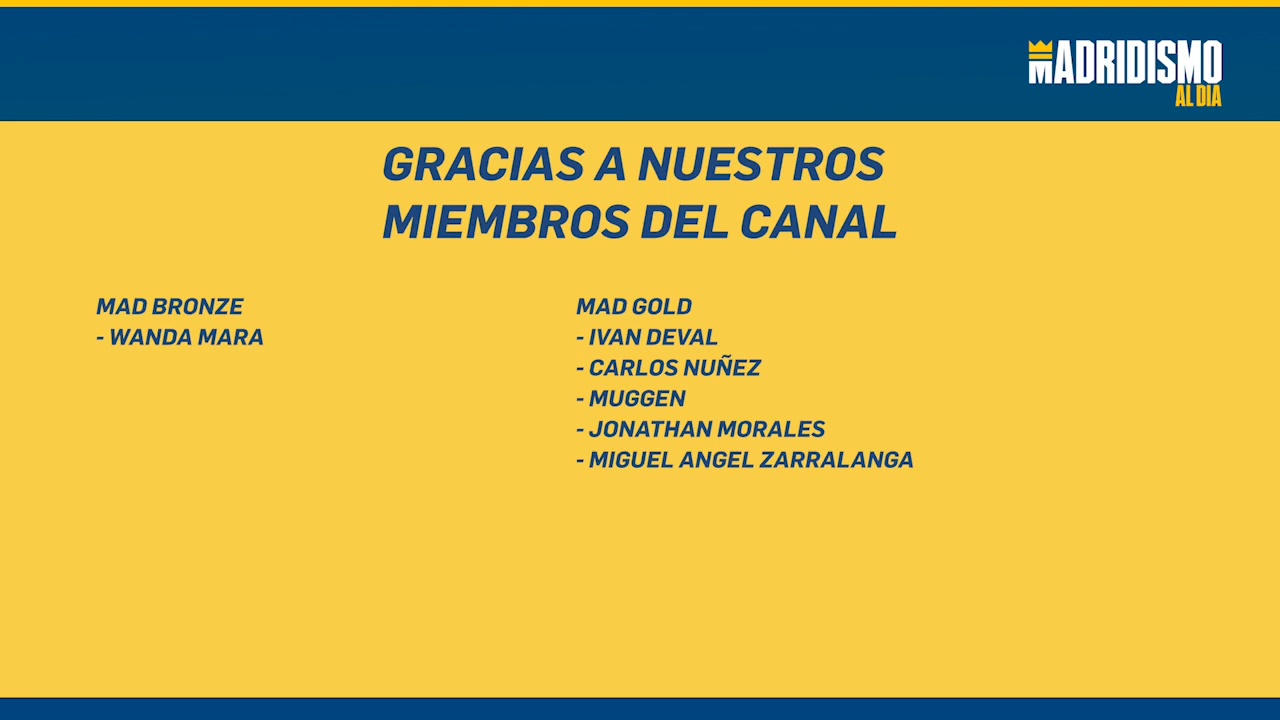 MADRIDISMO
AL DIA
GRACIAS A NUESTROS
MIEMBROS DEL CANAL
MAD BRONZE
- WANDA MARA
MAD GOLD
- IVAN DEVAL
- CARLOS NUÑEZ
- MUGGEN
- JONATHAN MORALES
- MIGUEL ANGEL ZARRALANGA